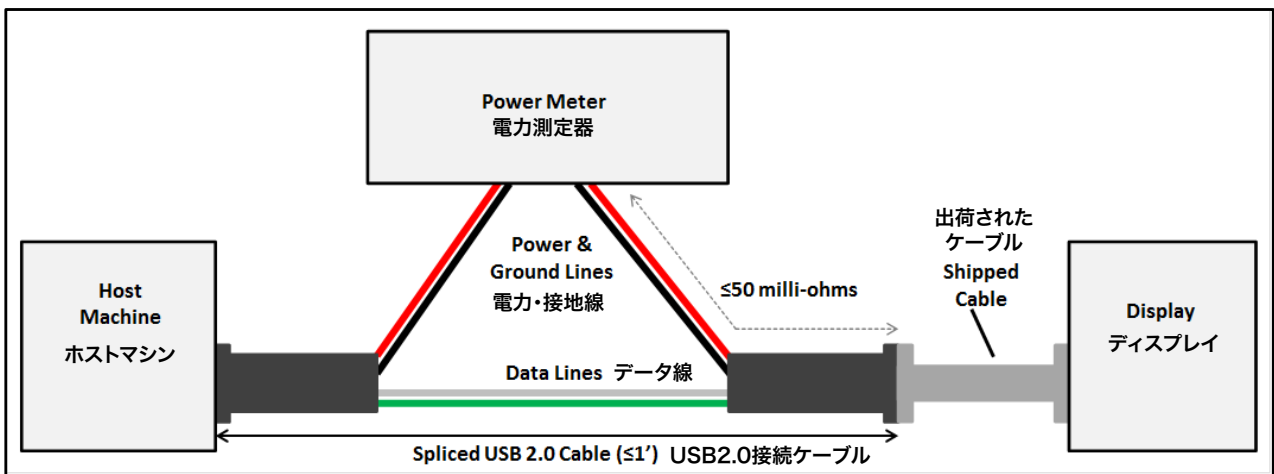 Power Meter
電力測定器
Host
Machine
ホストマシン
Power &
Ground Lines
電力・接地線
≤50 milli-ohms
出荷された
ケーブル
Shipped
Cable
Display
ディスプレイ
Data Lines データ線
Spliced USB 2.0 Cable (≤1’) USB2.0接続ケーブル